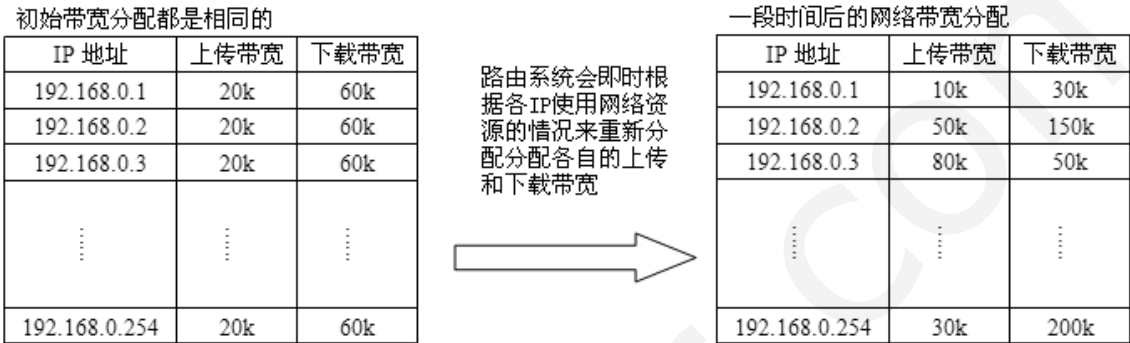 初始带宽分配都是相同的
IP 地址 上传带宽 下载带宽
192.168.0.1 20k 60k
192.168.0.2 20k 60k
192.168.0.3 20k 60k
⋮ ⋮ ⋮
192.168.0.254 20k 60k
路由系统会即时根
据各IP使用网络资
源的情况来重新分
配分配各自的上传
和下载带宽
一段时间后的网络带宽分配
IP 地址 上传带宽 下载带宽
192.168.0.1 10k 30k
192.168.0.2 50k 150k
192.168.0.3 80k 50k
⋮ ⋮ ⋮
192.168.0.254 30k 200k
com